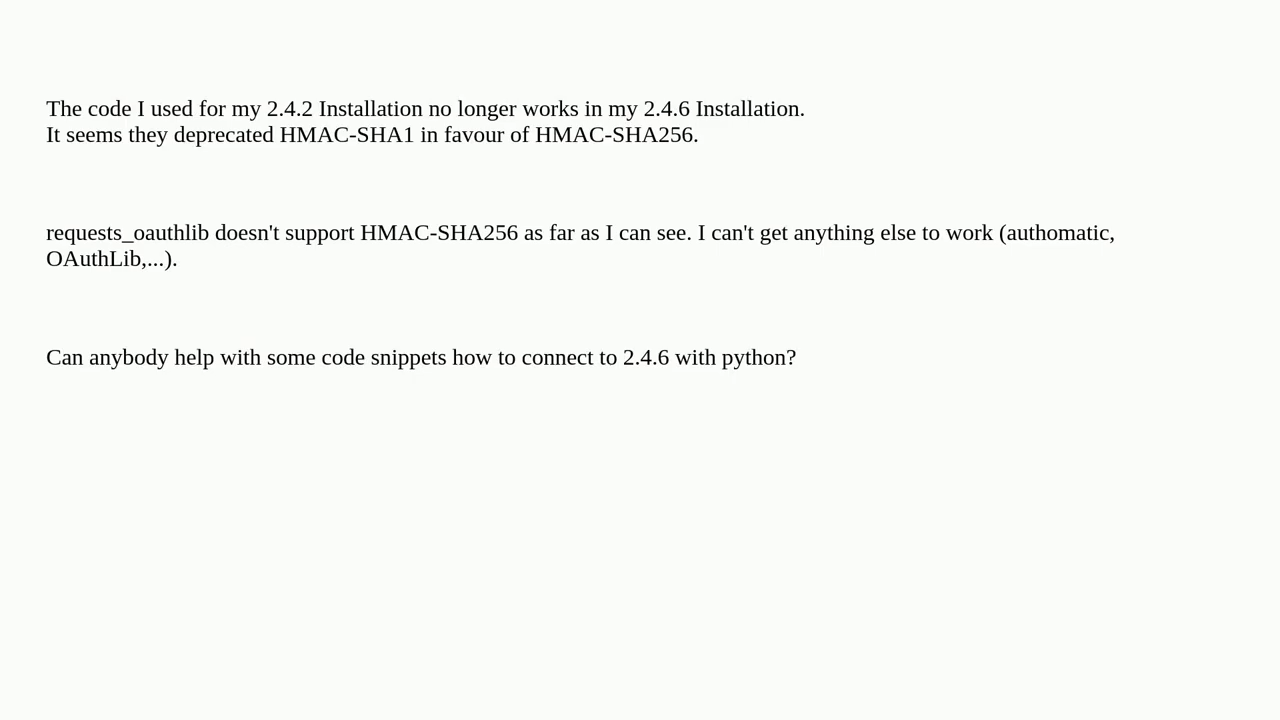 The code I used for my 2.4.2 Installation no longer works in my 2.4.6 Installation.
It seems they deprecated HMAC-SHA1 in favour of HMAC-SHA256.
requests_oauthlib doesn't support HMAC-SHA256 as far as I can see. I can't get anything else to work (authomatic,
OAuthLib,...).
Can anybody help with some code snippets how to connect to 2.4.6 with python?